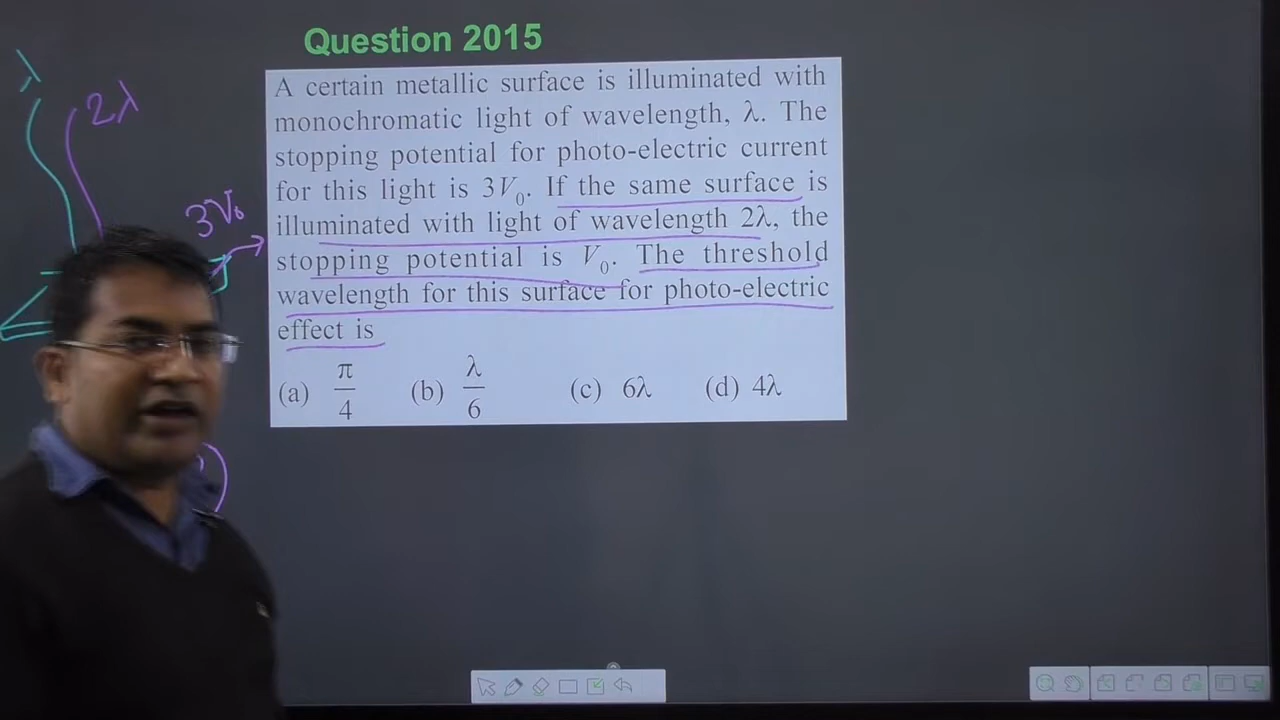 Question 2015
λ
2λ
3V₀
A certain metallic surface is illuminated with
monochromatic light of wavelength, λ. The
stopping potential for photo-electric current
for this light is 3V₀. If the same surface is
illuminated with light of wavelength 2λ, the
stopping potential is V₀. The threshold
wavelength for this surface for photo-electric
effect is
(a) π/4 (b) λ/6 (c) 6λ (d) 4λ